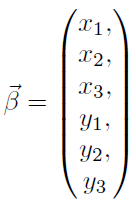 x₁,
x₂,
x₃,
β⃗ = y₁,
y₂,
y₃